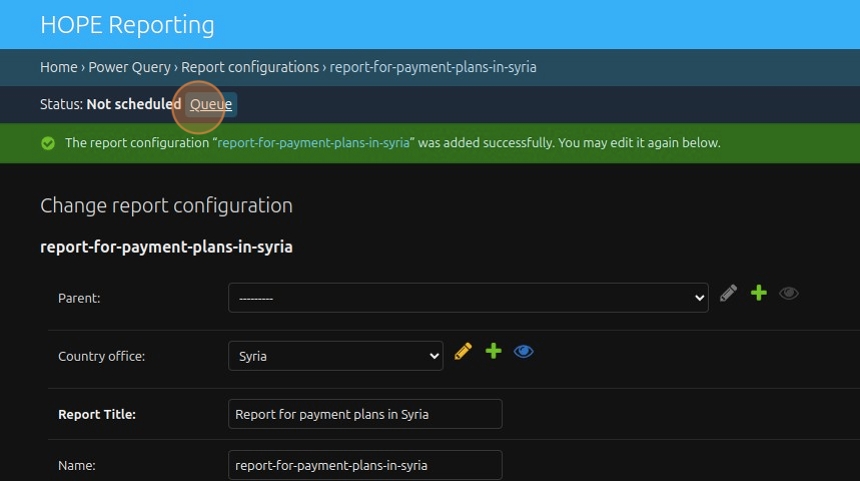 HOPE Reporting
Home › Power Query › Report configurations › report-for-payment-plans-in-syria
Status: Not scheduled Queue
The report configuration “report-for-payment-plans-in-syria” was added successfully. You may edit it again below.
Change report configuration
report-for-payment-plans-in-syria
Parent: ---------
Country office: Syria
Report Title: Report for payment plans in Syria
Name: report-for-payment-plans-in-syria